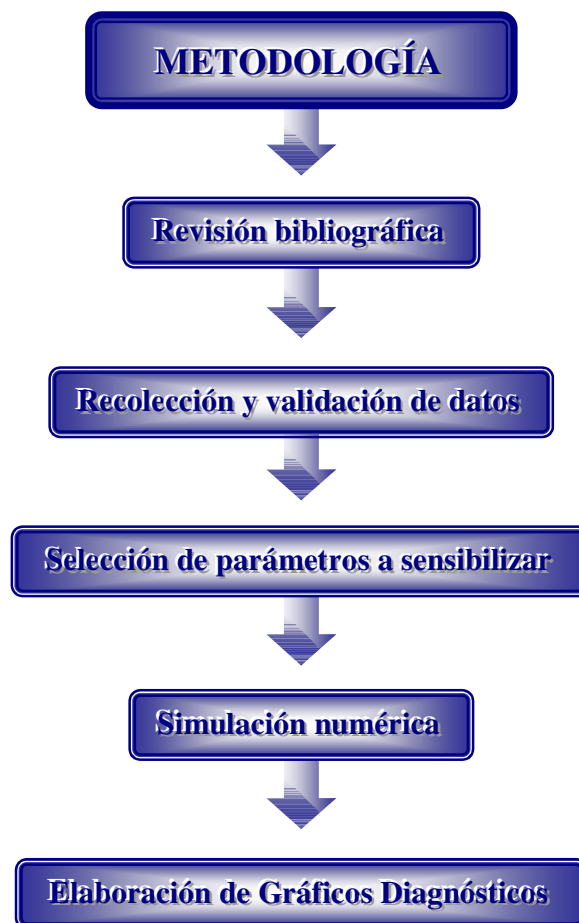 METODOLOGÍA
Revisión bibliográfica
Recolección y validación de datos
Selección de parámetros a sensibilizar
Simulación numérica
Elaboración de Gráficos Diagnósticos